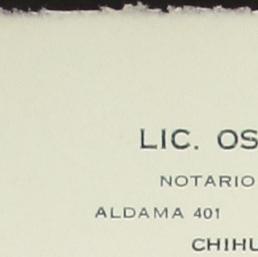 LIC. OS
NOTARIO
ALDAMA 401
CHIHU